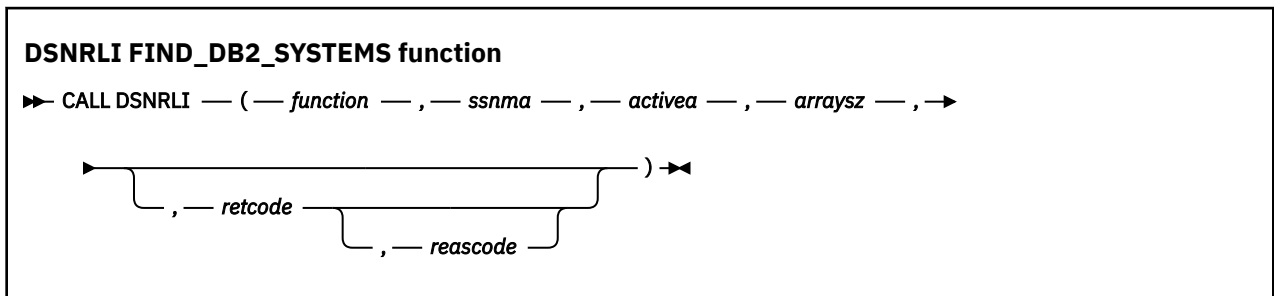 DSNRLI FIND_DB2_SYSTEMS function
CALL DSNRLI ( function , ssnma , activea , arraysz ,
)
, retcode
, reascode